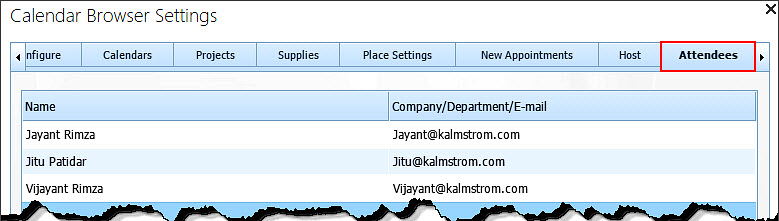 Calendar Browser Settings
nfigure Calendars Projects Supplies Place Settings New Appointments Host Attendees
Name Company/Department/E-mail
Jayant Rimza Jayant@kalmstrom.com
Jitu Patidar Jitu@kalmstrom.com
Vijayant Rimza Vijayant@kalmstrom.com